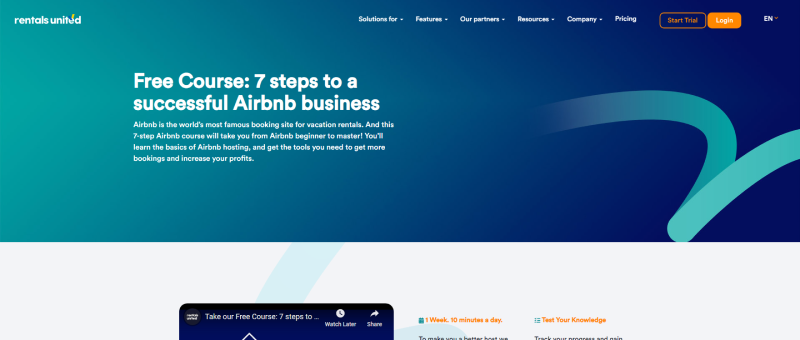 rentals united
Solutions for
Features
Our partners
Resources
Company
Pricing
Start Trial
Login
EN
Free Course: 7 steps to a
successful Airbnb business
Airbnb is the world's most famous booking site for vacation rentals. And this
7-step Airbnb course will take you from Airbnb beginner to master! You'll
learn the basics of Airbnb hosting, and get the tools you need to get more
bookings and increase your profits.
rentals united
Take our Free Course: 7 steps to ...
Watch Later
Share
1 Week. 10 minutes a day.
To make you a better host we
Test Your Knowledge
Track your progress and gain